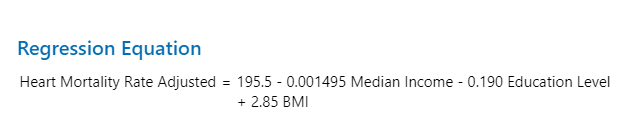 Regression Equation
Heart Mortality Rate Adjusted = 195.5 - 0.001495 Median Income - 0.190 Education Level
+ 2.85 BMI